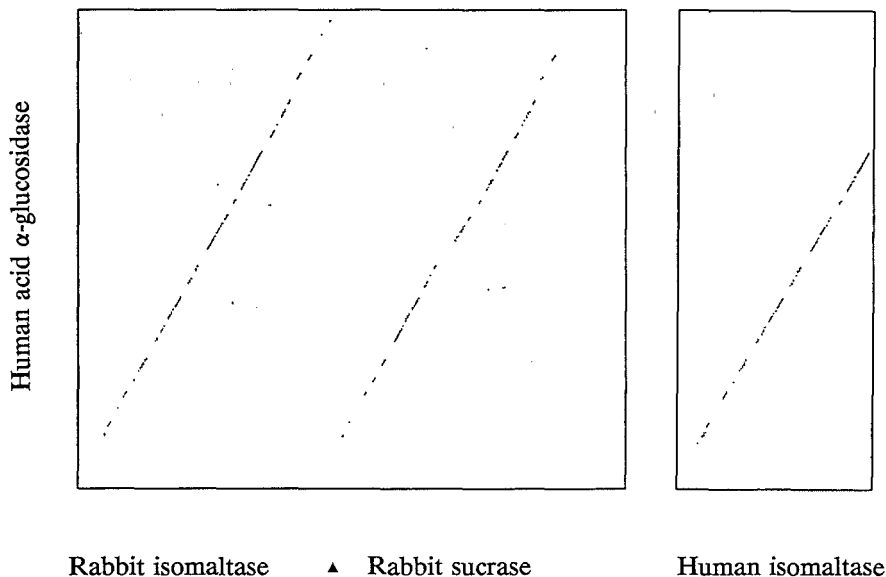 Human acid α-glucosidase
Rabbit isomaltase ▲ Rabbit sucrase Human isomaltase